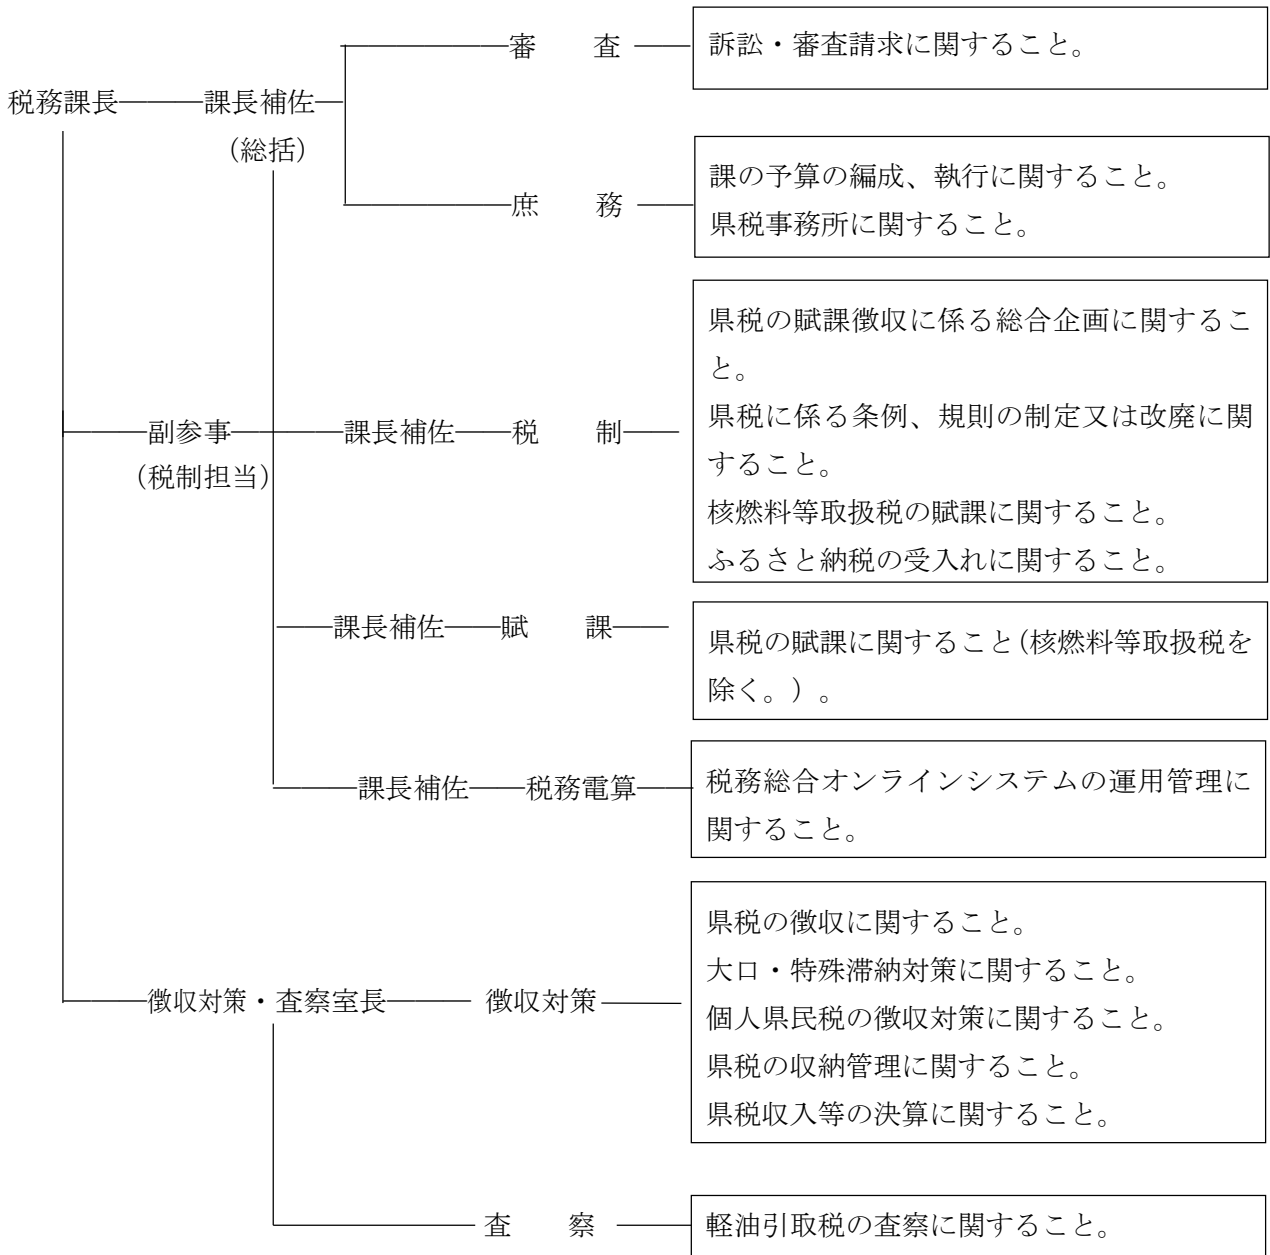 審　査
訴訟・審査請求に関すること。
税務課長
課長補佐
（総括）
庶　務
課の予算の編成、執行に関すること。
県税事務所に関すること。
県税の賦課徴収に係る総合企画に関するこ
と。
県税に係る条例、規則の制定又は改廃に関
すること。
核燃料等取扱税の賦課に関すること。
ふるさと納税の受入れに関すること。
副参事
（税制担当）
課長補佐
税　制
課長補佐
賦　課
県税の賦課に関すること（核燃料等取扱税を
除く。）。
課長補佐
税務電算
税務総合オンラインシステムの運用管理に
関すること。
徴収対策・査察室長
徴収対策
県税の徴収に関すること。
大口・特殊滞納対策に関すること。
個人県民税の徴収対策に関すること。
県税の収納管理に関すること。
県税収入等の決算に関すること。
査　察
軽油引取税の査察に関すること。